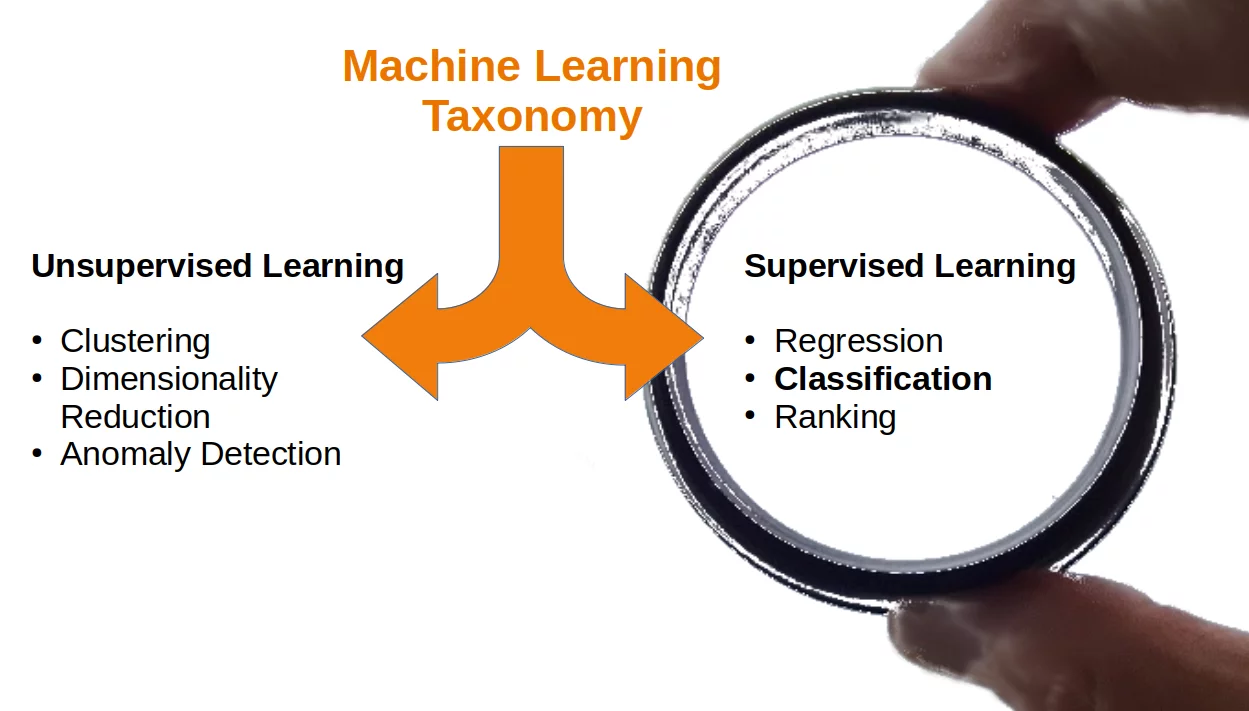 Machine Learning
Taxonomy
Unsupervised Learning
• Clustering
• Dimensionality
Reduction
• Anomaly Detection
Supervised Learning
• Regression
• Classification
• Ranking